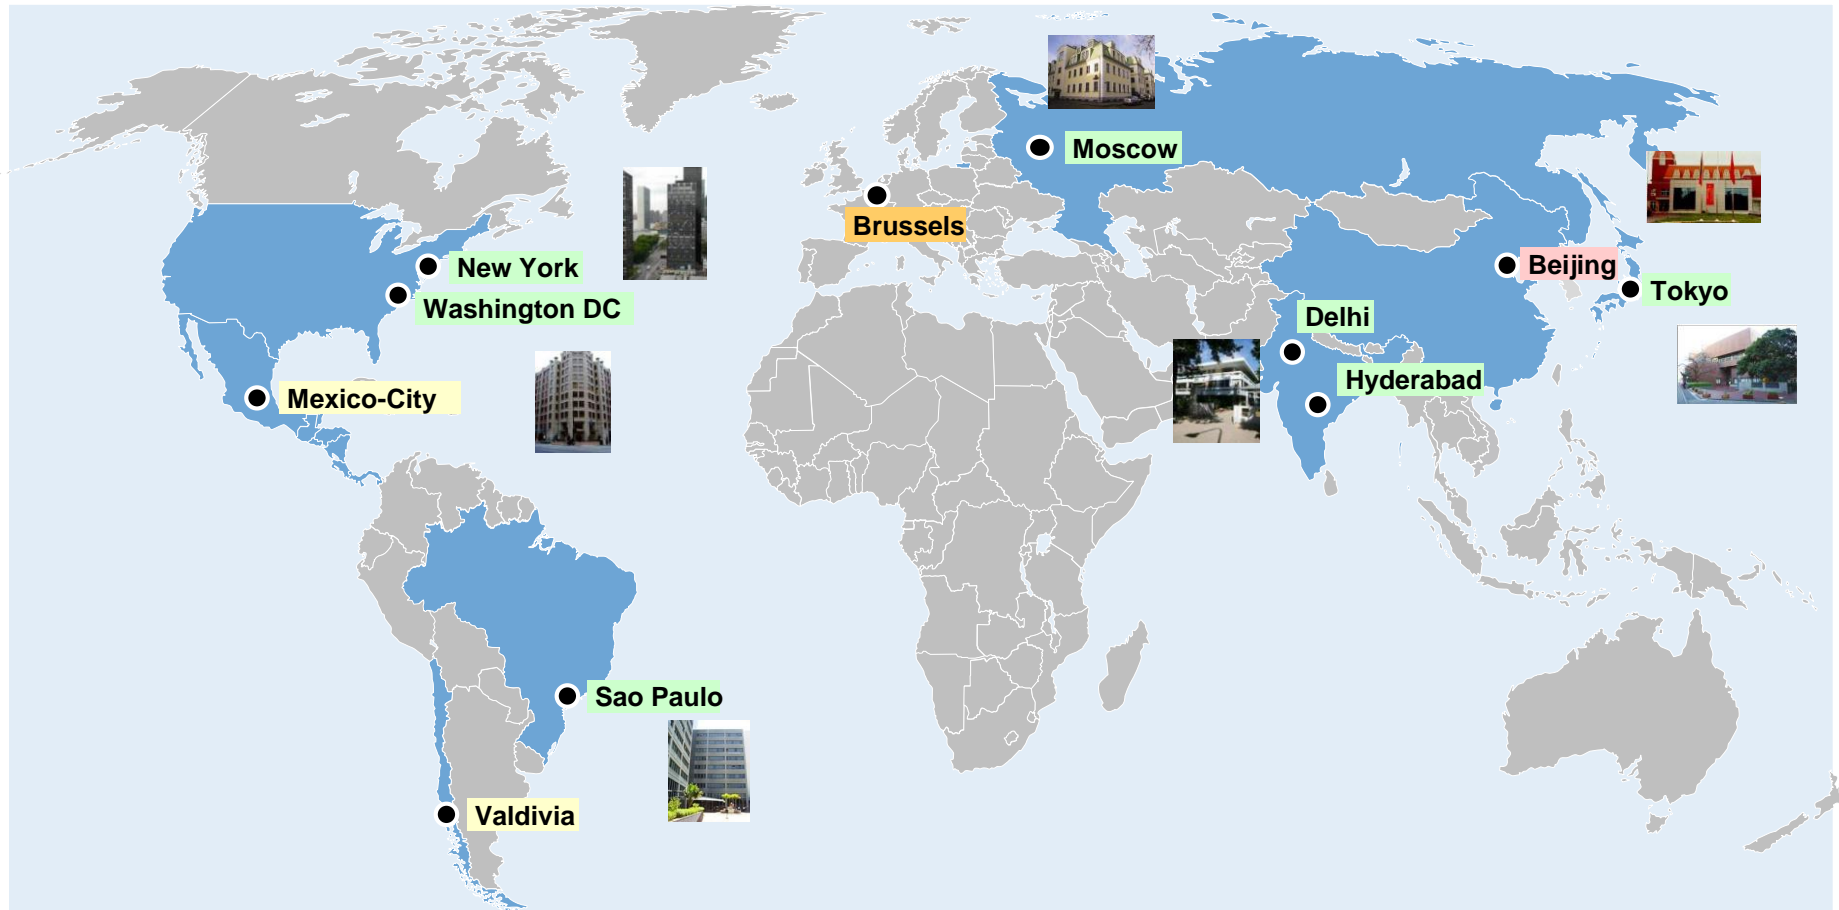 Moscow
Brussels
New York
Beijing
Washington DC
Tokyo
Delhi
Hyderabad
Mexico-City
Sao Paulo
Valdivia